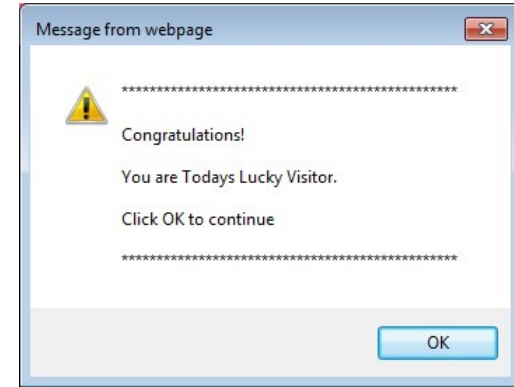 Message from webpage
************************************************
Congratulations!
You are Todays Lucky Visitor.
Click OK to continue
************************************************
OK